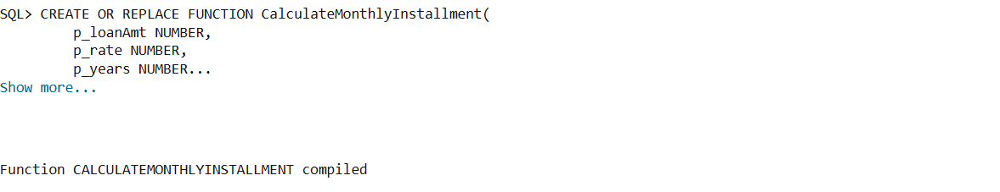 SQL> CREATE OR REPLACE FUNCTION CalculateMonthlyInstallment(
p_loanAmt NUMBER,
p_rate NUMBER,
p_years NUMBER...
Show more...
Function CALCULATEMONTHLYINSTALLMENT compiled